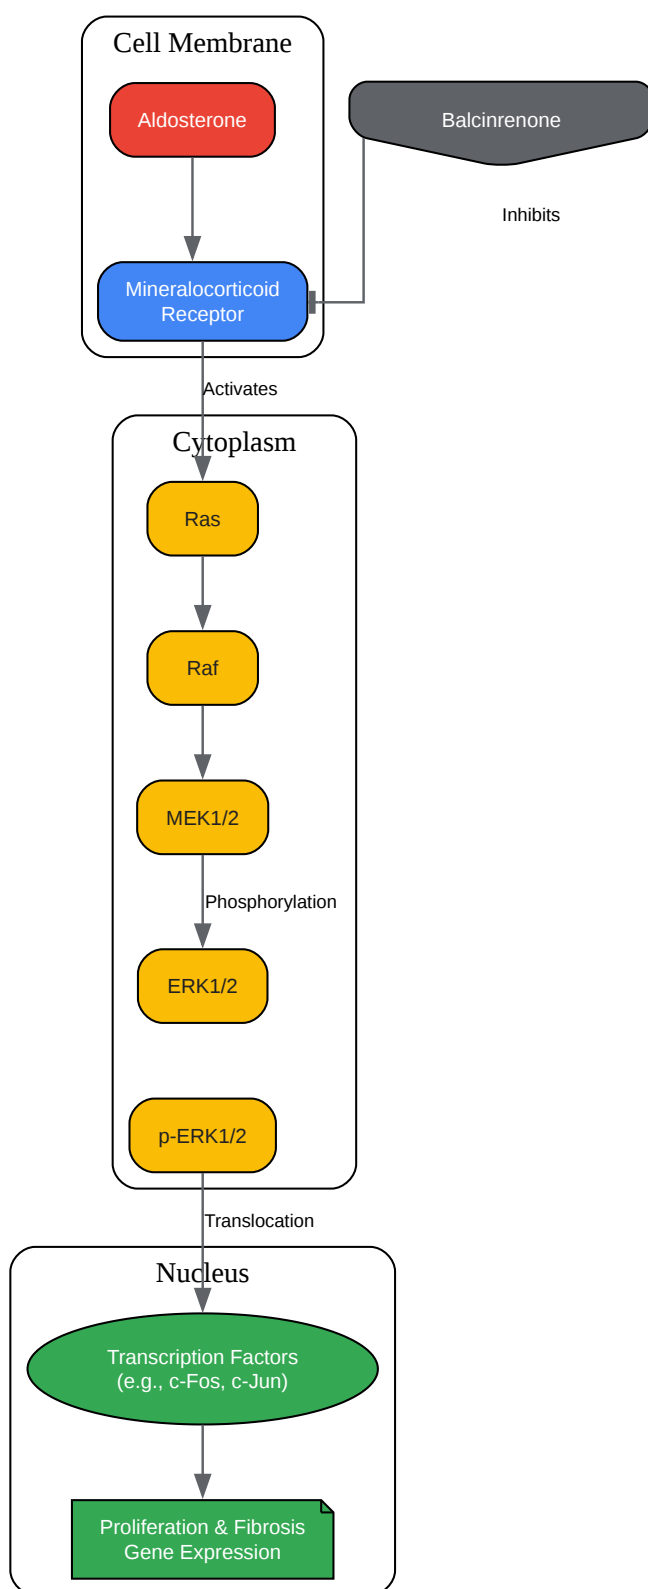 Cell Membrane
Aldosterone
Balcinrenone
Inhibits
Mineralocorticoid
Receptor
Activates
Cytoplasm
Ras
Raf
MEK1/2
Phosphorylation
ERK1/2
p-ERK1/2
Translocation
Nucleus
Transcription Factors
(e.g., c-Fos, c-Jun)
Proliferation & Fibrosis
Gene Expression